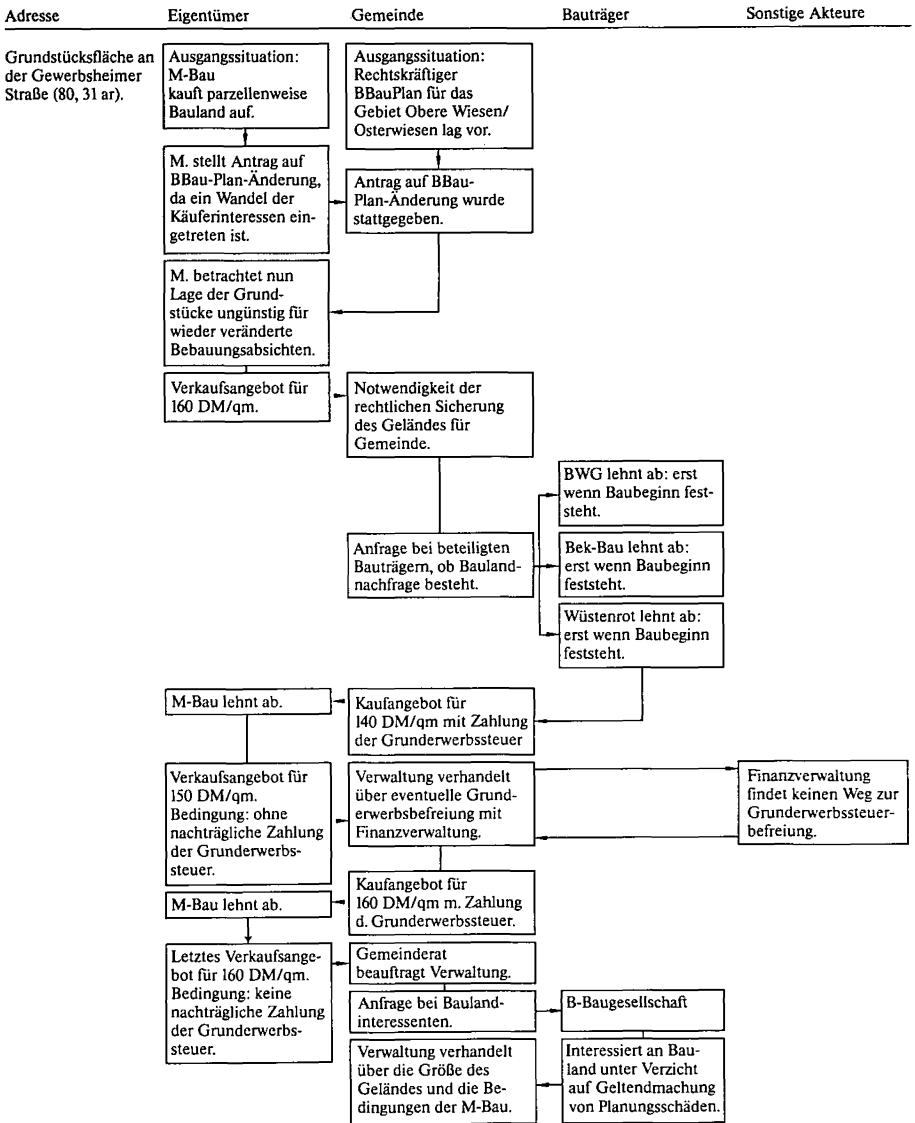 Adresse Eigentümer Gemeinde Bauträger Sonstige Akteure
Grundstücksfläche an
der Gewerbsheimer
Straße (80, 31 ar).
Ausgangssituation:
M-Bau
kauft parzellenweise
Bauland auf.
Ausgangssituation:
Rechtskräftiger
BBauPlan für das
Gebiet Obere Wiesen/
Osterwiesen lag vor.
M. stellt Antrag auf
BBau-Plan-Änderung,
da ein Wandel der
Käuferinteressen ein-
getreten ist.
Antrag auf BBau-
Plan-Änderung wurde
stattgegeben.
M. betrachtet nun
Lage der Grund-
stücke ungünstig für
wieder veränderte
Bebauungsabsichten.
Verkaufsangebot für
160 DM/qm.
Notwendigkeit der
rechtlichen Sicherung
des Geländes für
Gemeinde.
BWG lehnt ab: erst
wenn Baubeginn fest-
steht.
Anfrage bei beteiligten
Bauträgern, ob Bauland-
nachfrage besteht.
Bek-Bau lehnt ab:
erst wenn Baubeginn
feststeht.
Wüstenrot lehnt ab:
erst wenn Baubeginn
feststeht.
M-Bau lehnt ab.
Kaufangebot für
140 DM/qm mit Zahlung
der Grunderwerbssteuer
Verkaufsangebot für
150 DM/qm.
Bedingung: ohne
nachträgliche Zahlung
der Grunderwerbs-
steuer.
Verwaltung verhandelt
über eventuelle Grund-
erwerbsbefreiung mit
Finanzverwaltung.
Finanzverwaltung
findet keinen Weg zur
Grunderwerbssteuer-
befreiung.
M-Bau lehnt ab.
Kaufangebot für
160 DM/qm m. Zahlung
d. Grunderwerbssteuer.
Letztes Verkaufsange-
bot für 160 DM/qm.
Bedingung: keine
nachträgliche Zahlung
der Grunderwerbs-
steuer.
Gemeinderat
beauftragt Verwaltung.
Anfrage bei Bauland-
interessenten.
B-Baugesellschaft
Verwaltung verhandelt
über die Größe des
Geländes und die Be-
dingungen der M-Bau.
Interessiert an Bau-
land unter Verzicht
auf Geltendmachung
von Planungsschäden.